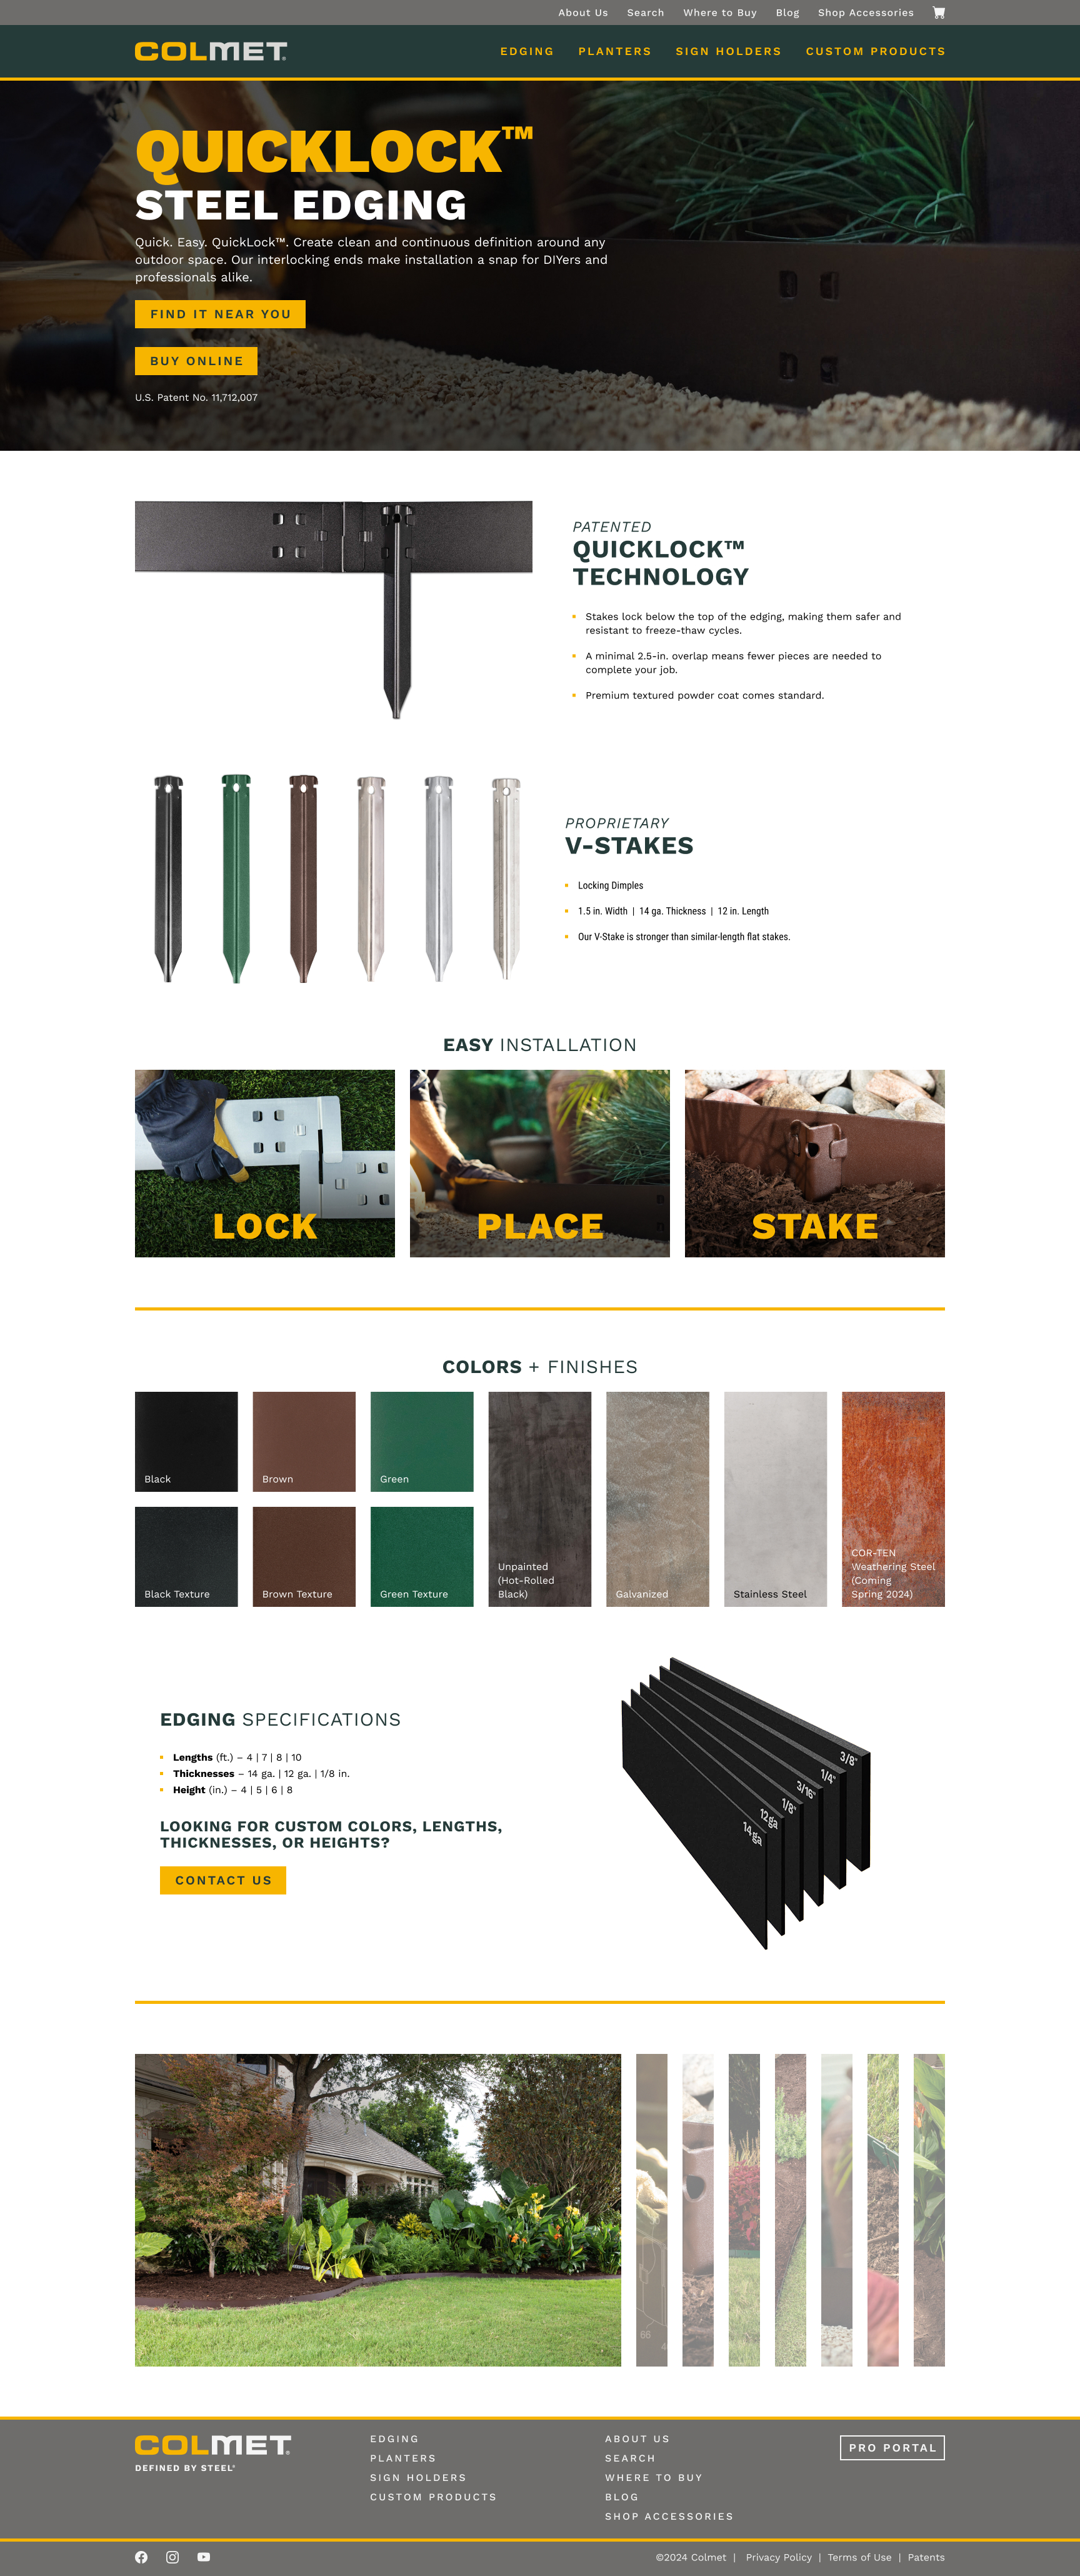 About Us Search Where to Buy Blog Shop Accessories
COLMET
EDGING PLANTERS SIGN HOLDERS CUSTOM PRODUCTS
QUICKLOCK™
STEEL EDGING
Quick. Easy. QuickLock™. Create clean and continuous definition around any
outdoor space. Our interlocking ends make installation a snap for DIYers and
professionals alike.
FIND IT NEAR YOU
BUY ONLINE
U.S. Patent No. 11,712,007
PATENTED
QUICKLOCK™
TECHNOLOGY
Stakes lock below the top of the edging, making them safer and
resistant to freeze-thaw cycles.
A minimal 2.5-in. overlap means fewer pieces are needed to
complete your job.
Premium textured powder coat comes standard.
PROPRIETARY
V-STAKES
Locking Dimples
1.5 in. Width | 14 ga. Thickness | 12 in. Length
Our V-Stake is stronger than similar-length flat stakes.
EASY INSTALLATION
LOCK
PLACE
STAKE
COLORS + FINISHES
Black
Brown
Green
Black Texture
Brown Texture
Green Texture
Unpainted
(Hot-Rolled
Black)
Galvanized
Stainless Steel
COR-TEN
Weathering Steel
(Coming
Spring 2024)
EDGING SPECIFICATIONS
Lengths (ft.) – 4 | 7 | 8 | 10
Thicknesses – 14 ga. | 12 ga. | 1/8 in.
Height (in.) – 4 | 5 | 6 | 8
LOOKING FOR CUSTOM COLORS, LENGTHS,
THICKNESSES, OR HEIGHTS?
CONTACT US
14 ga
12 ga
1/8"
3/16"
1/4"
3/8"
66
COLMET
DEFINED BY STEEL®
EDGING
PLANTERS
SIGN HOLDERS
CUSTOM PRODUCTS
ABOUT US
SEARCH
WHERE TO BUY
BLOG
SHOP ACCESSORIES
PRO PORTAL
©2024 Colmet | Privacy Policy | Terms of Use | Patents